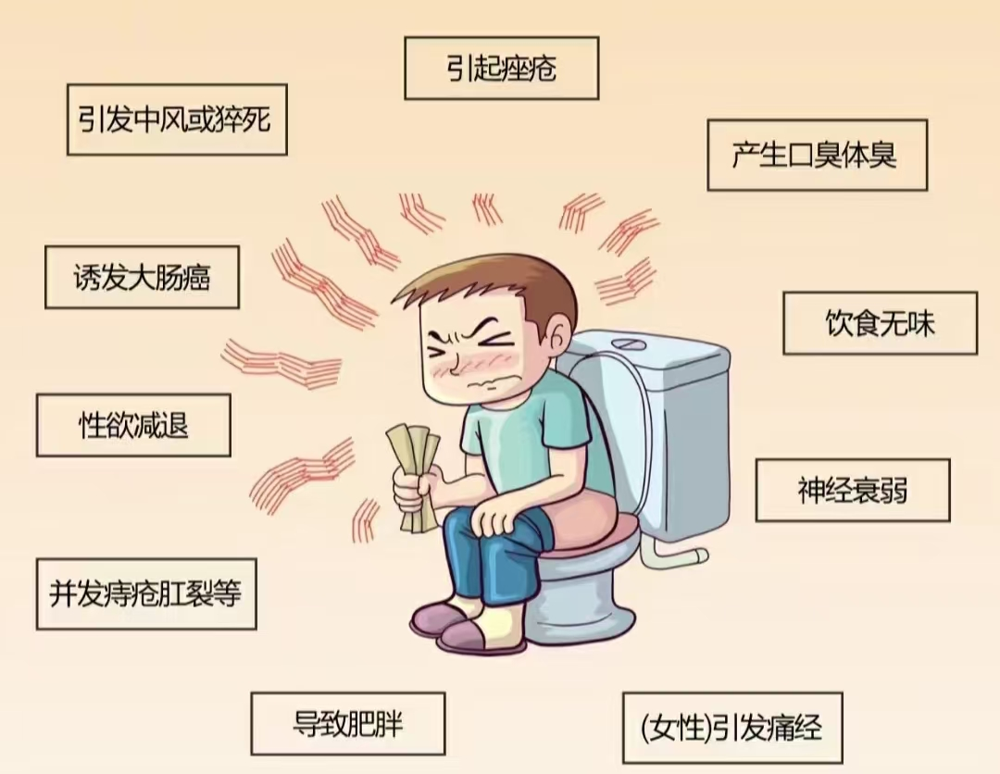 引起痤疮
引发中风或猝死
产生口臭体臭
诱发大肠癌
饮食无味
性欲减退
神经衰弱
并发痔疮肛裂等
导致肥胖
(女性)引发痛经